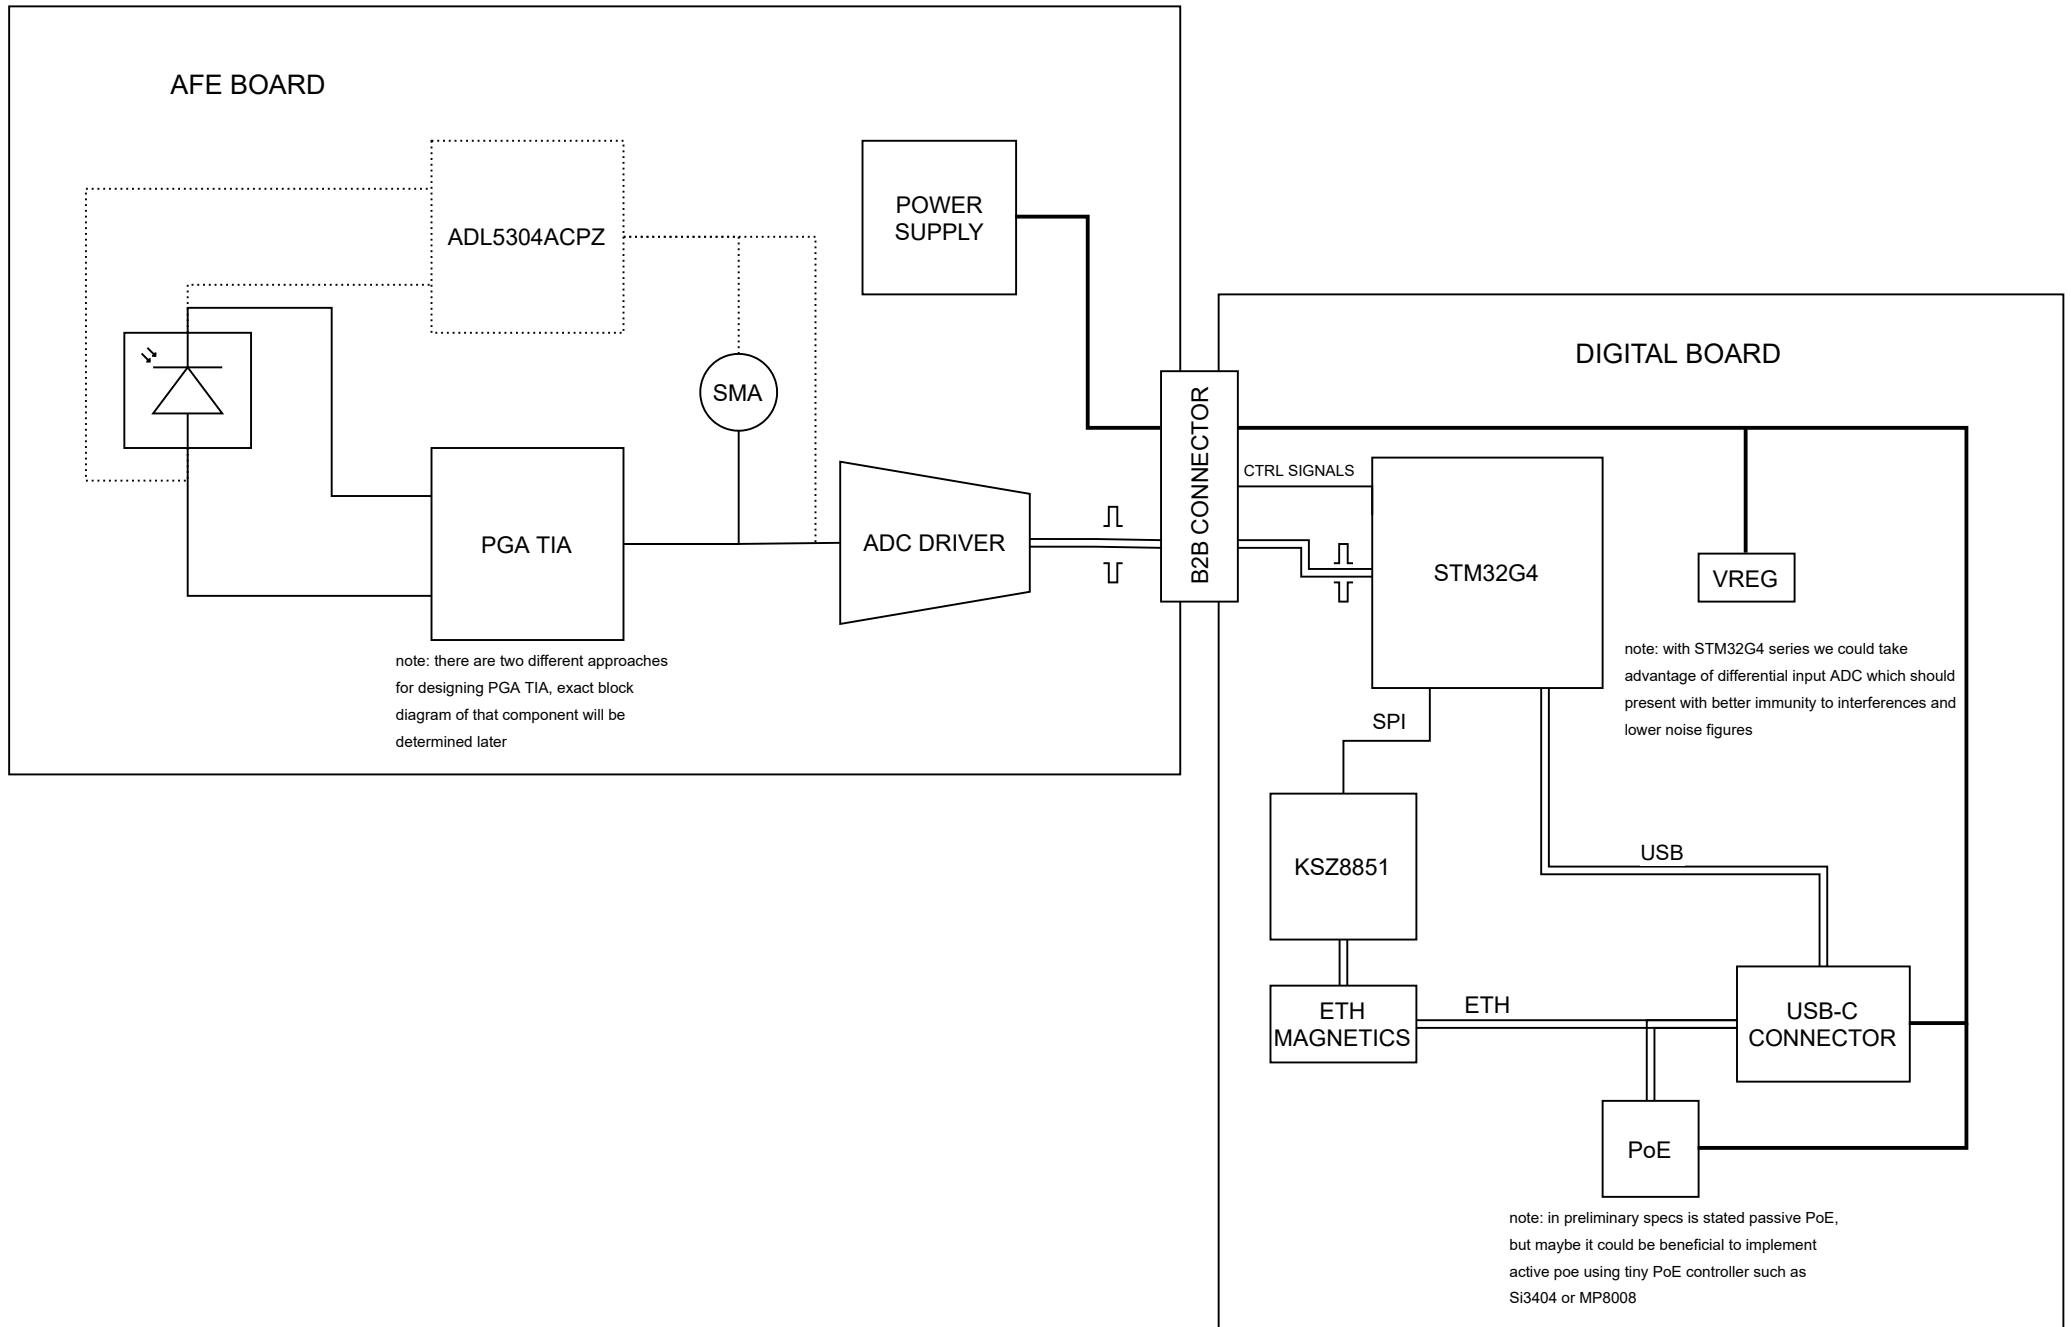 AFE BOARD
ADL5304ACPZ
POWER
SUPPLY
SMA
PGA TIA
ADC DRIVER
note: there are two different approaches
for designing PGA TIA, exact block
diagram of that component will be
determined later
B2B CONNECTOR
DIGITAL BOARD
CTRL SIGNALS
STM32G4
VREG
note: with STM32G4 series we could take
advantage of differential input ADC which should
present with better immunity to interferences and
lower noise figures
SPI
KSZ8851
USB
ETH
MAGNETICS
ETH
USB-C
CONNECTOR
PoE
note: in preliminary specs is stated passive PoE,
but maybe it could be beneficial to implement
active poe using tiny PoE controller such as
Si3404 or MP8008